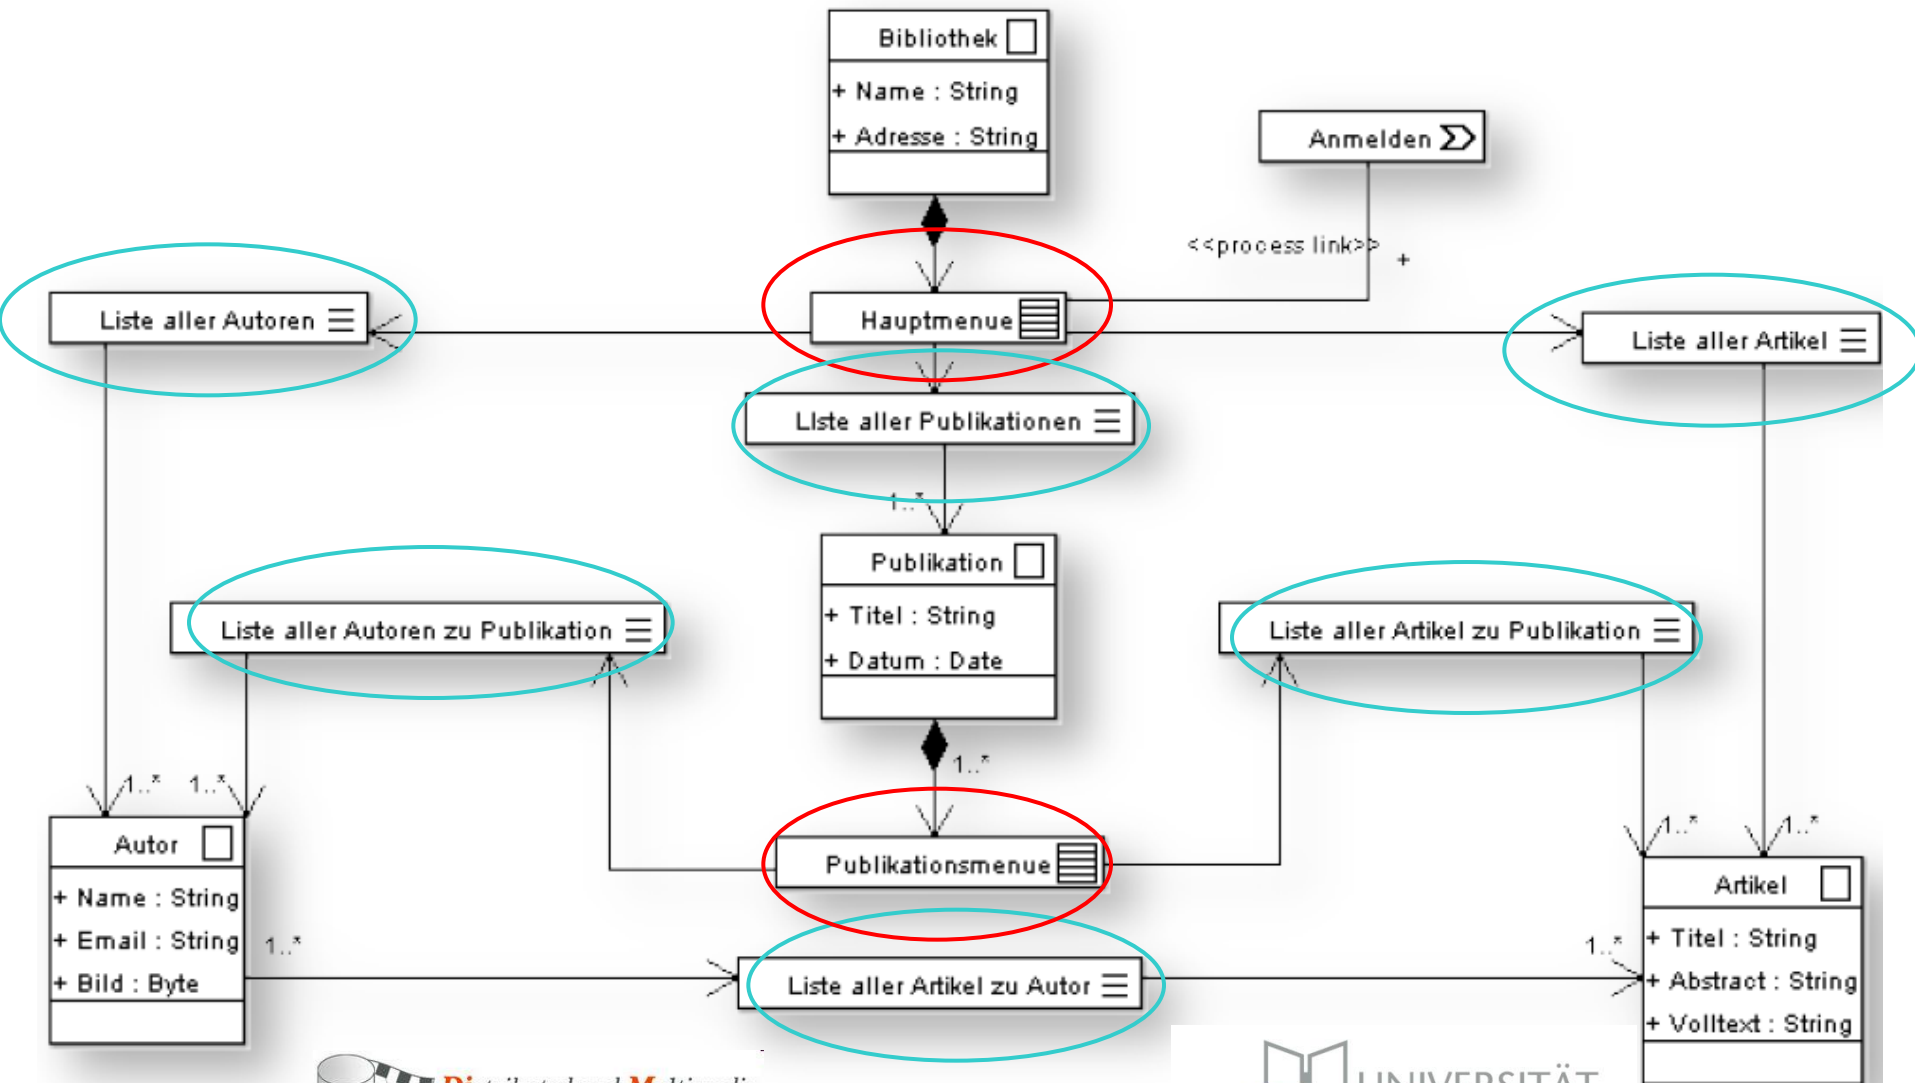 Bibliothek
+ Name : String
+ Adresse : String
Anmelden
<<process link>>
+
Liste aller Autoren
Hauptmenue
Liste aller Artikel
LIste aller Publikationen
1..*
Publikation
+ Titel : String
+ Datum : Date
Liste aller Autoren zu Publikation
Liste aller Artikel zu Publikation
1..*
1..* 1..*
1..* 1..*
Autor
+ Name : String
+ Email : String
+ Bild : Byte
Publikationsmenue
Artikel
+ Titel : String
+ Abstract : String
+ Volltext : String
1..*
1..*
Liste aller Artikel zu Autor
UNIVERSITÄT